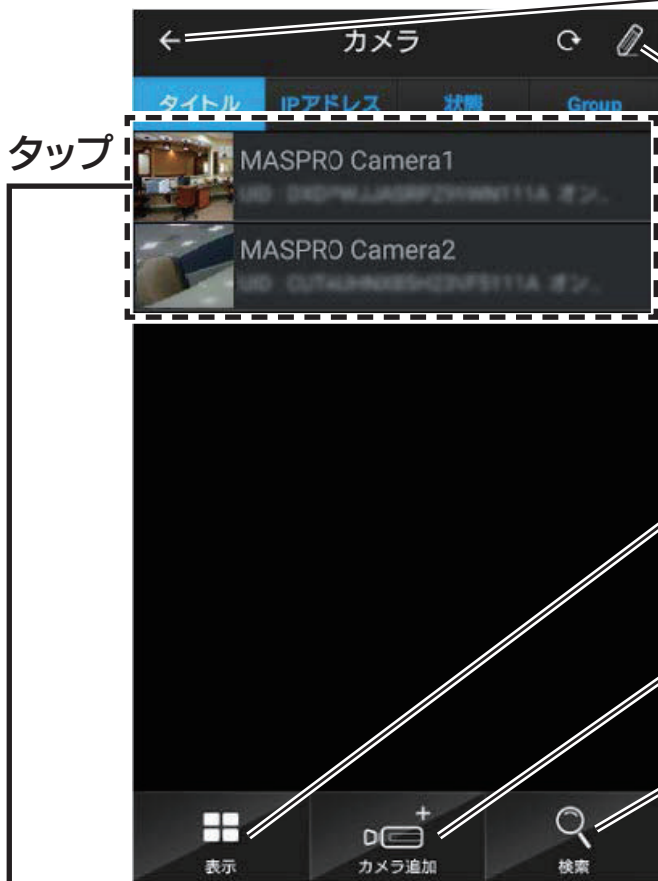 カメラ
タイトル IPアドレス 状態 Group
タップ
MASPRO Camera1
MASPRO Camera2
表示 カメラ追加 検索